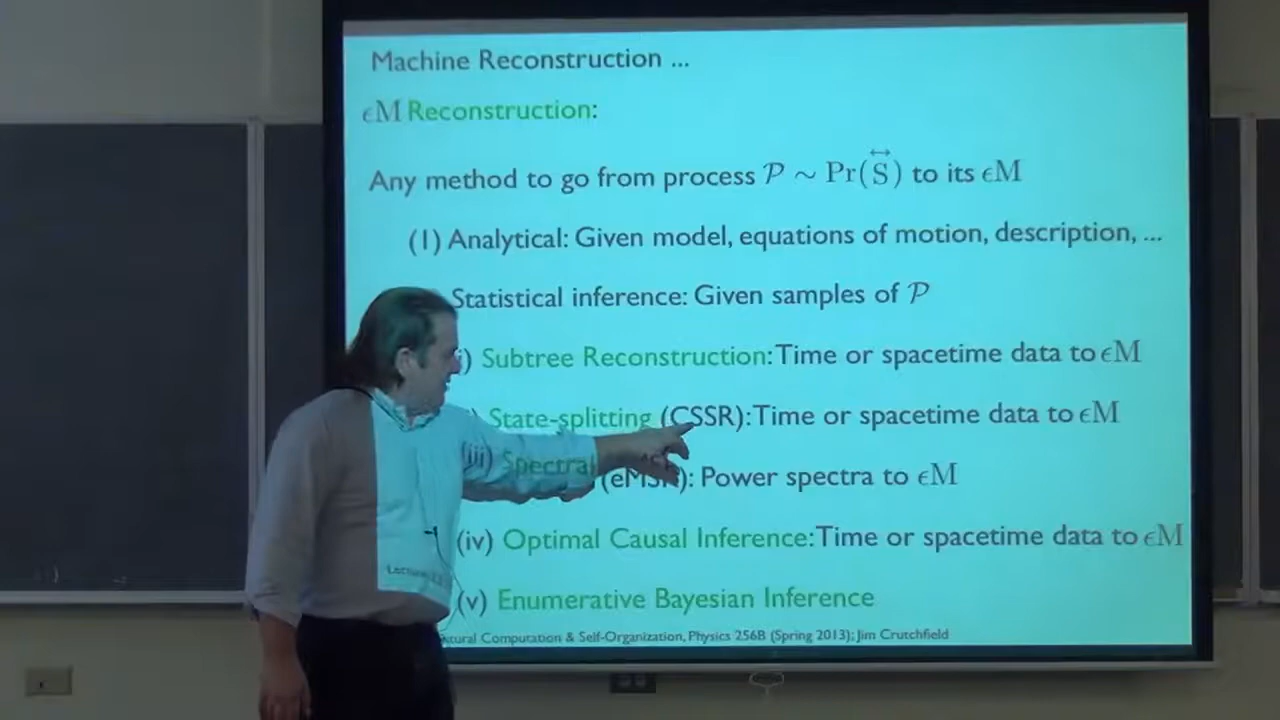 Machine Reconstruction ...
ϵM Reconstruction:
Any method to go from process 𝒫 ~ Pr(S⃡) to its ϵM
(1) Analytical: Given model, equations of motion, description, ...
Statistical inference: Given samples of 𝒫
i) Subtree Reconstruction: Time or spacetime data to ϵM
) State-splitting (CSSR): Time or spacetime data to ϵM
(iii) Spectral (eMSR): Power spectra to ϵM
(iv) Optimal Causal Inference: Time or spacetime data to ϵM
(v) Enumerative Bayesian Inference
Computation & Self-Organization, Physics 256B (Spring 2013); Jim Crutchfield